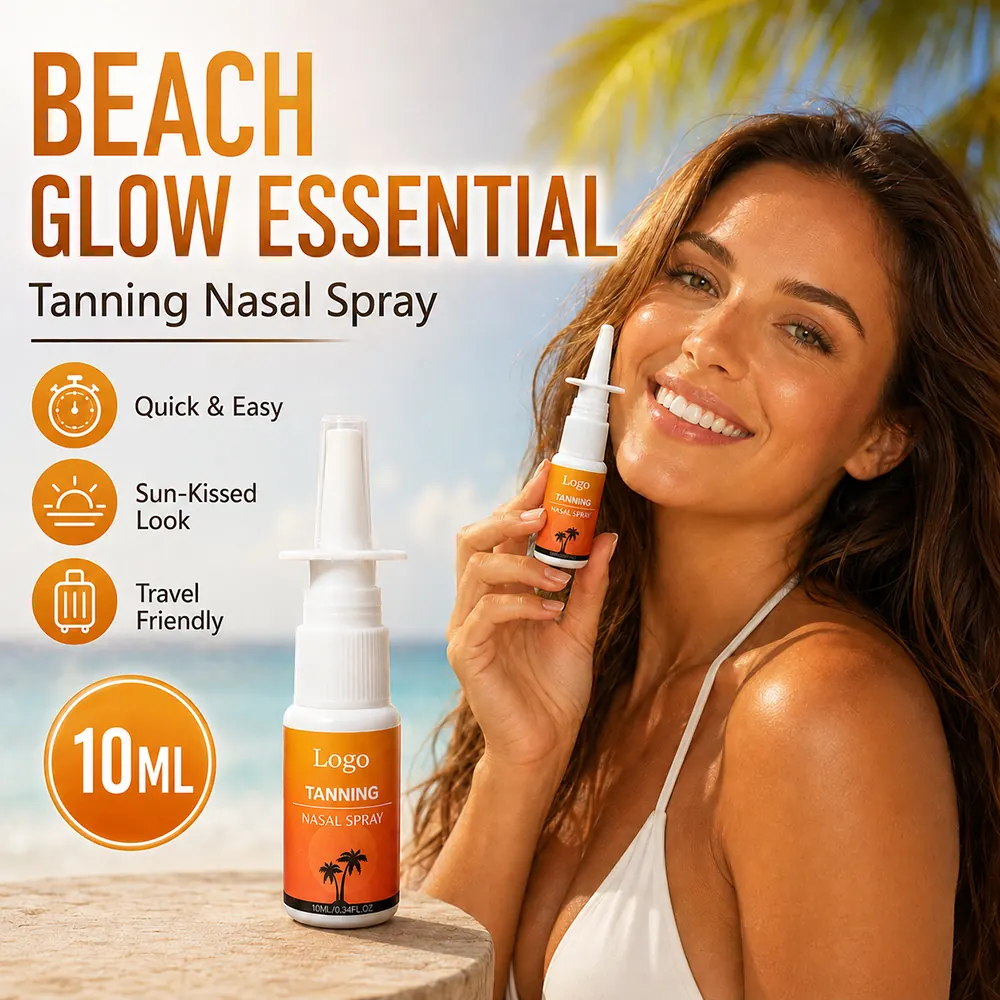 BEACH
GLOW ESSENTIAL
Tanning Nasal Spray
Quick & Easy
Sun-Kissed
Look
Travel
Friendly
10ML
Logo
TANNING
NASAL SPRAY
10ML/0.34FL.OZ
Logo
TANNING
NASAL SPRAY